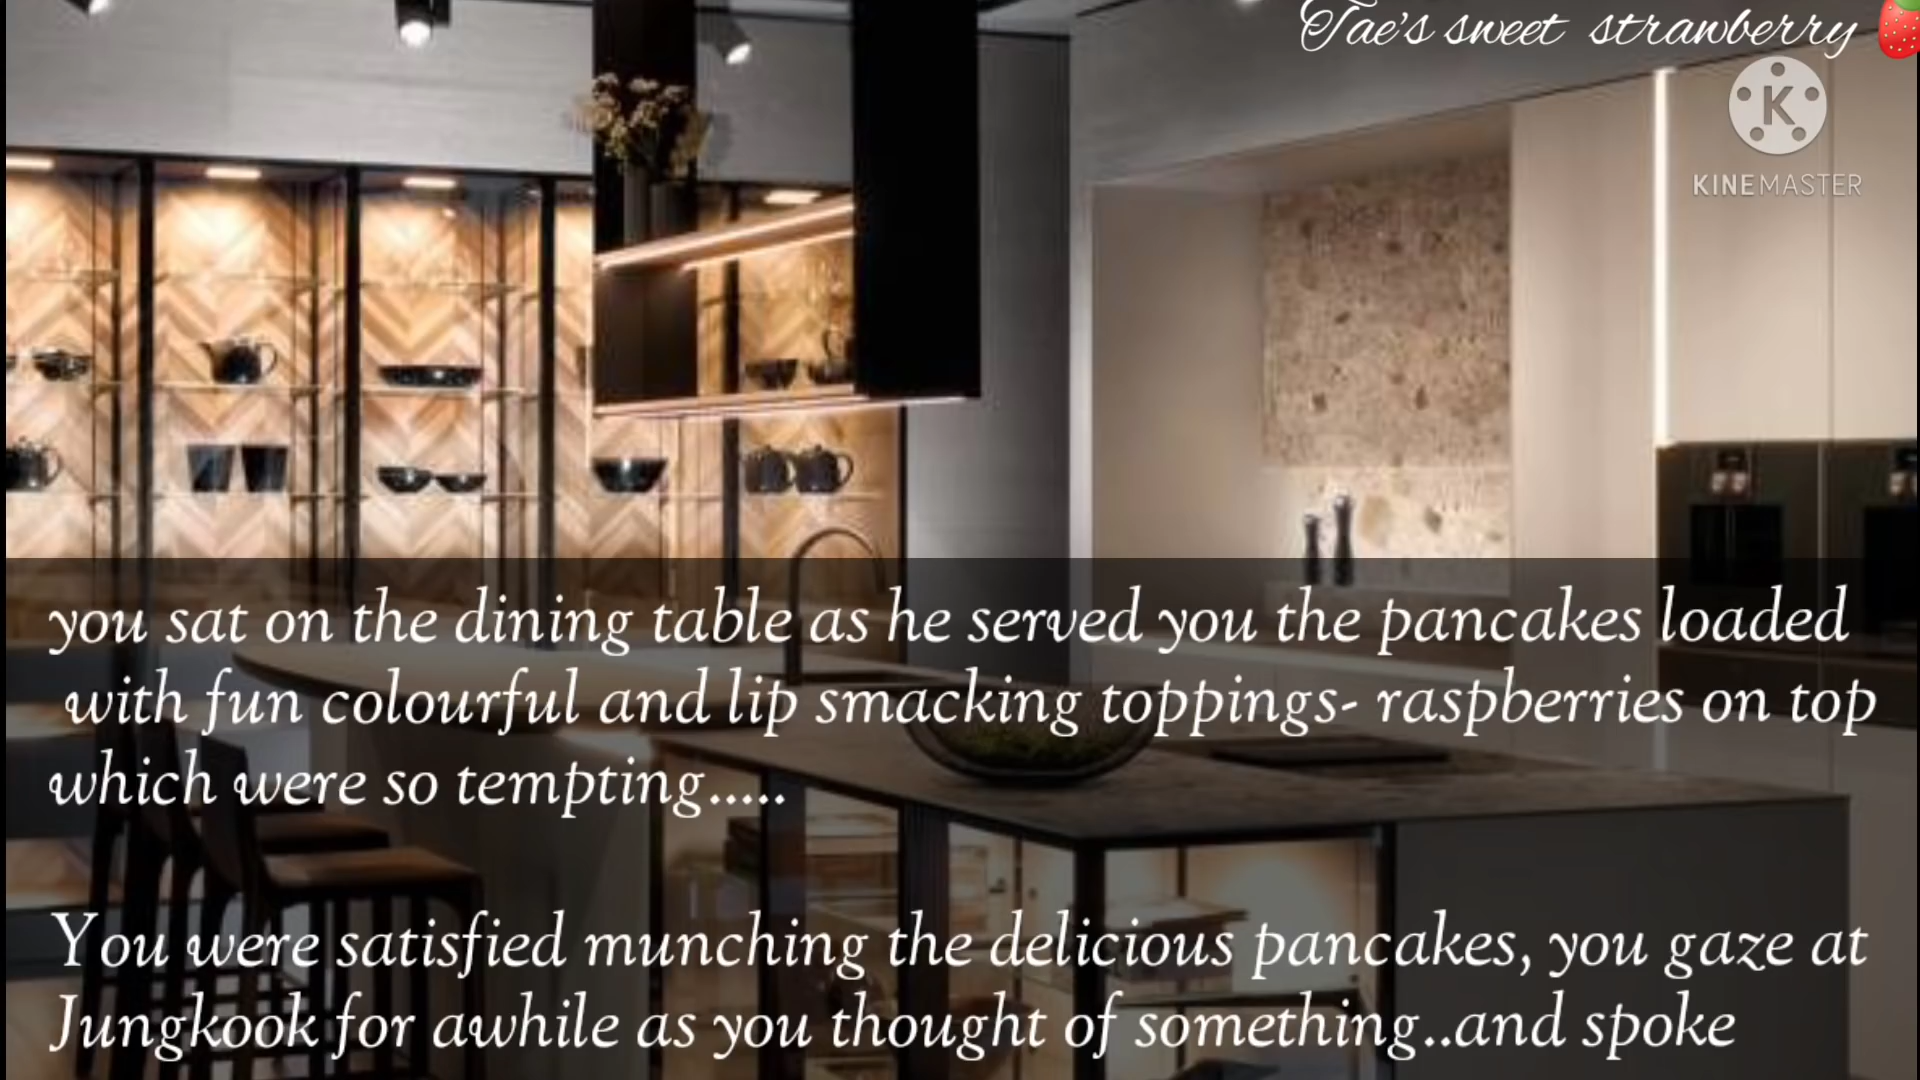 Tae's sweet strawberry
K
KINEMASTER
you sat on the dining table as he served you the pancakes loaded
with fun colourful and lip smacking toppings- raspberries on top
which were so tempting.....
You were satisfied munching the delicious pancakes, you gaze at
Jungkook for awhile as you thought of something..and spoke